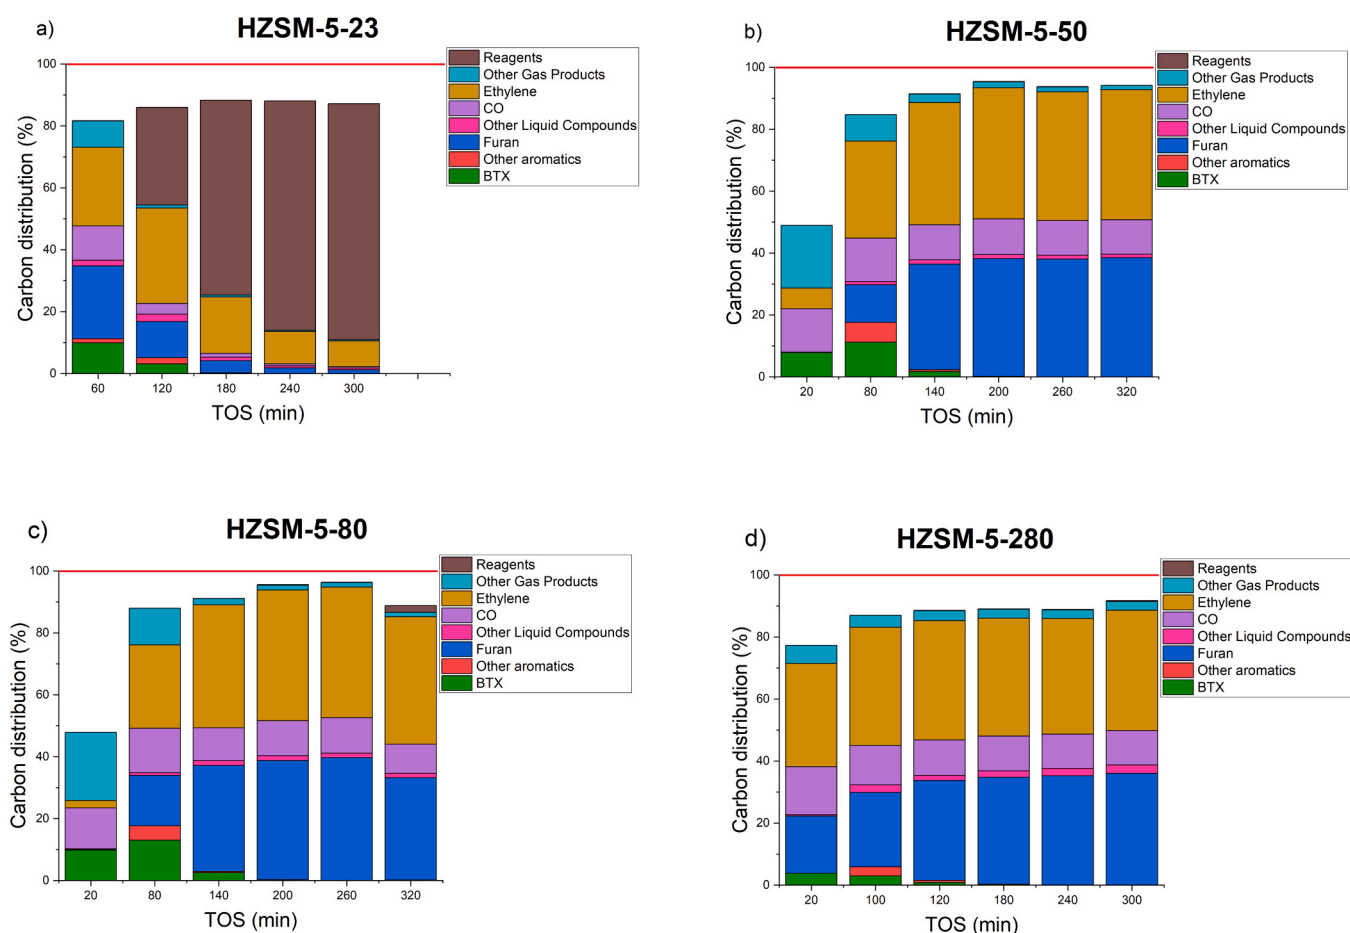 a)
HZSM-5-23
Reagents
Other Gas Products
Ethylene
CO
Other Liquid Compounds
Furan
Other aromatics
BTX
Carbon distribution (%)
100
80
60
40
20
0
60 120 180 240 300
TOS (min)
b)
HZSM-5-50
Reagents
Other Gas Products
Ethylene
CO
Other Liquid Compounds
Furan
Other aromatics
BTX
Carbon distribution (%)
100
80
60
40
20
0
20 80 140 200 260 320
TOS (min)
c)
HZSM-5-80
Reagents
Other Gas Products
Ethylene
CO
Other Liquid Compounds
Furan
Other aromatics
BTX
Carbon distribution (%)
100
80
60
40
20
0
20 80 140 200 260 320
TOS (min)
d)
HZSM-5-280
Reagents
Other Gas Products
Ethylene
CO
Other Liquid Compounds
Furan
Other aromatics
BTX
Carbon distribution (%)
100
80
60
40
20
0
20 100 120 180 240 300
TOS (min)